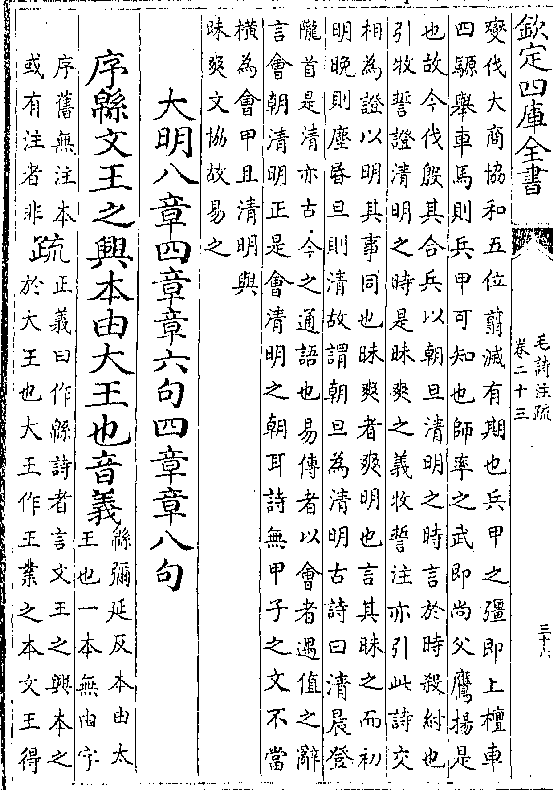 欽定四庫全書
毛詩注疏
卷二十三
三十六
變伐大商協和五位翦滅有期也兵甲之彊即上檀車
四騵舉車馬則兵甲可知也師率之武即尚父鷹揚是
也故今伐殷其合兵以朝旦清明之時言於時殺紂也
引牧誓證清明之時是昧爽之義牧誓注亦引此詩交
相為證以明其事同也昧爽者爽明也言其昧之而初
明晚則塵昏旦則清故謂朝旦為清明古詩曰清晨登
隴首是清亦古今之通語也易傳者以會者遇值之辭
言會朝清明正是會清明之朝耳詩無甲子之文不當
橫為會甲且清明與
昧爽文協故易之
大明八章四章章六句四章章八句
序緜文王之興本由大王也音義
緜彌延反本由太
王也一本無由字
序舊無注本
或有注者非
疏
正義曰作緜詩者言文王之興本之
於大王也大王作王業之本文王得